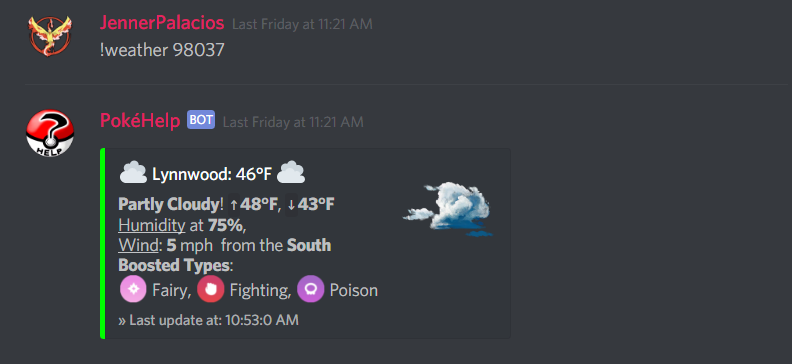 JennerPalacios Last Friday at 11:21 AM
!weather 98037
PokéHelp BOT Last Friday at 11:21 AM
HELP
Lynnwood: 46°F
Partly Cloudy! ↑48°F, ↓43°F
Humidity at 75%,
Wind: 5 mph from the South
Boosted Types:
Fairy, Fighting, Poison
» Last update at: 10:53:0 AM